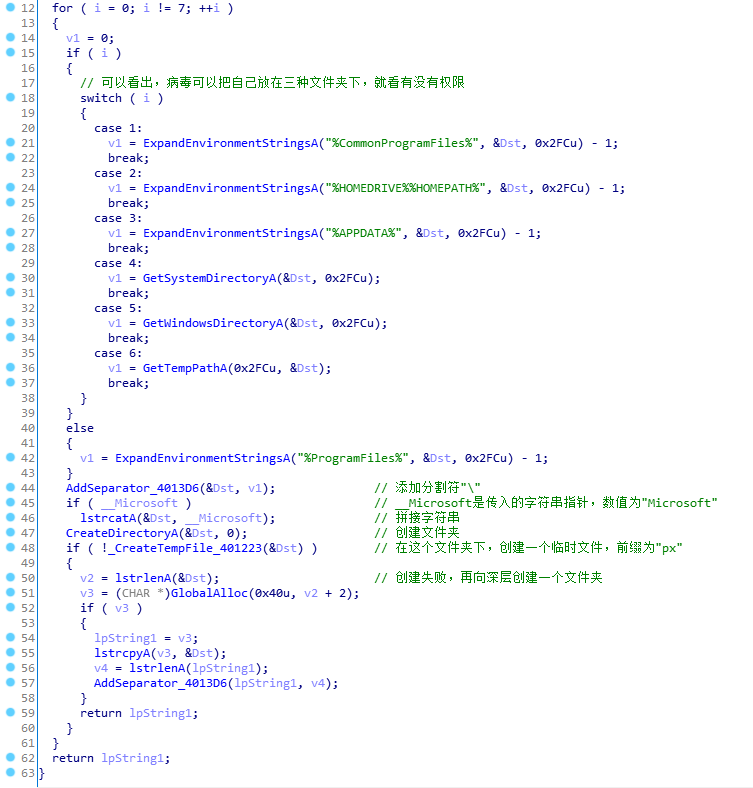 12 for ( i = 0; i != 7; ++i )
13 {
14 v1 = 0;
15 if ( i )
16 {
17 // 可以看出，病毒可以把自己放在三种文件夹下，就看有没有权限
18 switch ( i )
19 {
20 case 1:
21 v1 = ExpandEnvironmentStringsA("%CommonProgramFiles%", &Dst, 0x2FCu) - 1;
22 break;
23 case 2:
24 v1 = ExpandEnvironmentStringsA("%HOMEDRIVE%%HOMEPATH%", &Dst, 0x2FCu) - 1;
25 break;
26 case 3:
27 v1 = ExpandEnvironmentStringsA("%APPDATA%", &Dst, 0x2FCu) - 1;
28 break;
29 case 4:
30 v1 = GetSystemDirectoryA(&Dst, 0x2FCu);
31 break;
32 case 5:
33 v1 = GetWindowsDirectoryA(&Dst, 0x2FCu);
34 break;
35 case 6:
36 v1 = GetTempPathA(0x2FCu, &Dst);
37 break;
38 }
39 }
40 else
41 {
42 v1 = ExpandEnvironmentStringsA("%ProgramFiles%", &Dst, 0x2FCu) - 1;
43 }
44 AddSeparator_4013D6(&Dst, v1); // 添加分割符"\"
45 if ( __Microsoft ) // __Microsoft是传入的字符串指针，数值为"Microsoft"
46 lstrcatA(&Dst, __Microsoft); // 拼接字符串
47 CreateDirectoryA(&Dst, 0); // 创建文件夹
48 if ( !_CreateTempFile_401223(&Dst) ) // 在这个文件夹下，创建一个临时文件，前缀为"px"
49 {
50 v2 = lstrlenA(&Dst); // 创建失败，再向深层创建一个文件夹
51 v3 = (CHAR *)GlobalAlloc(0x40u, v2 + 2);
52 if ( v3 )
53 {
54 lpString1 = v3;
55 lstrcpyA(v3, &Dst);
56 v4 = lstrlenA(lpString1);
57 AddSeparator_4013D6(lpString1, v4);
58 }
59 return lpString1;
60 }
61 }
62 return lpString1;
63 }